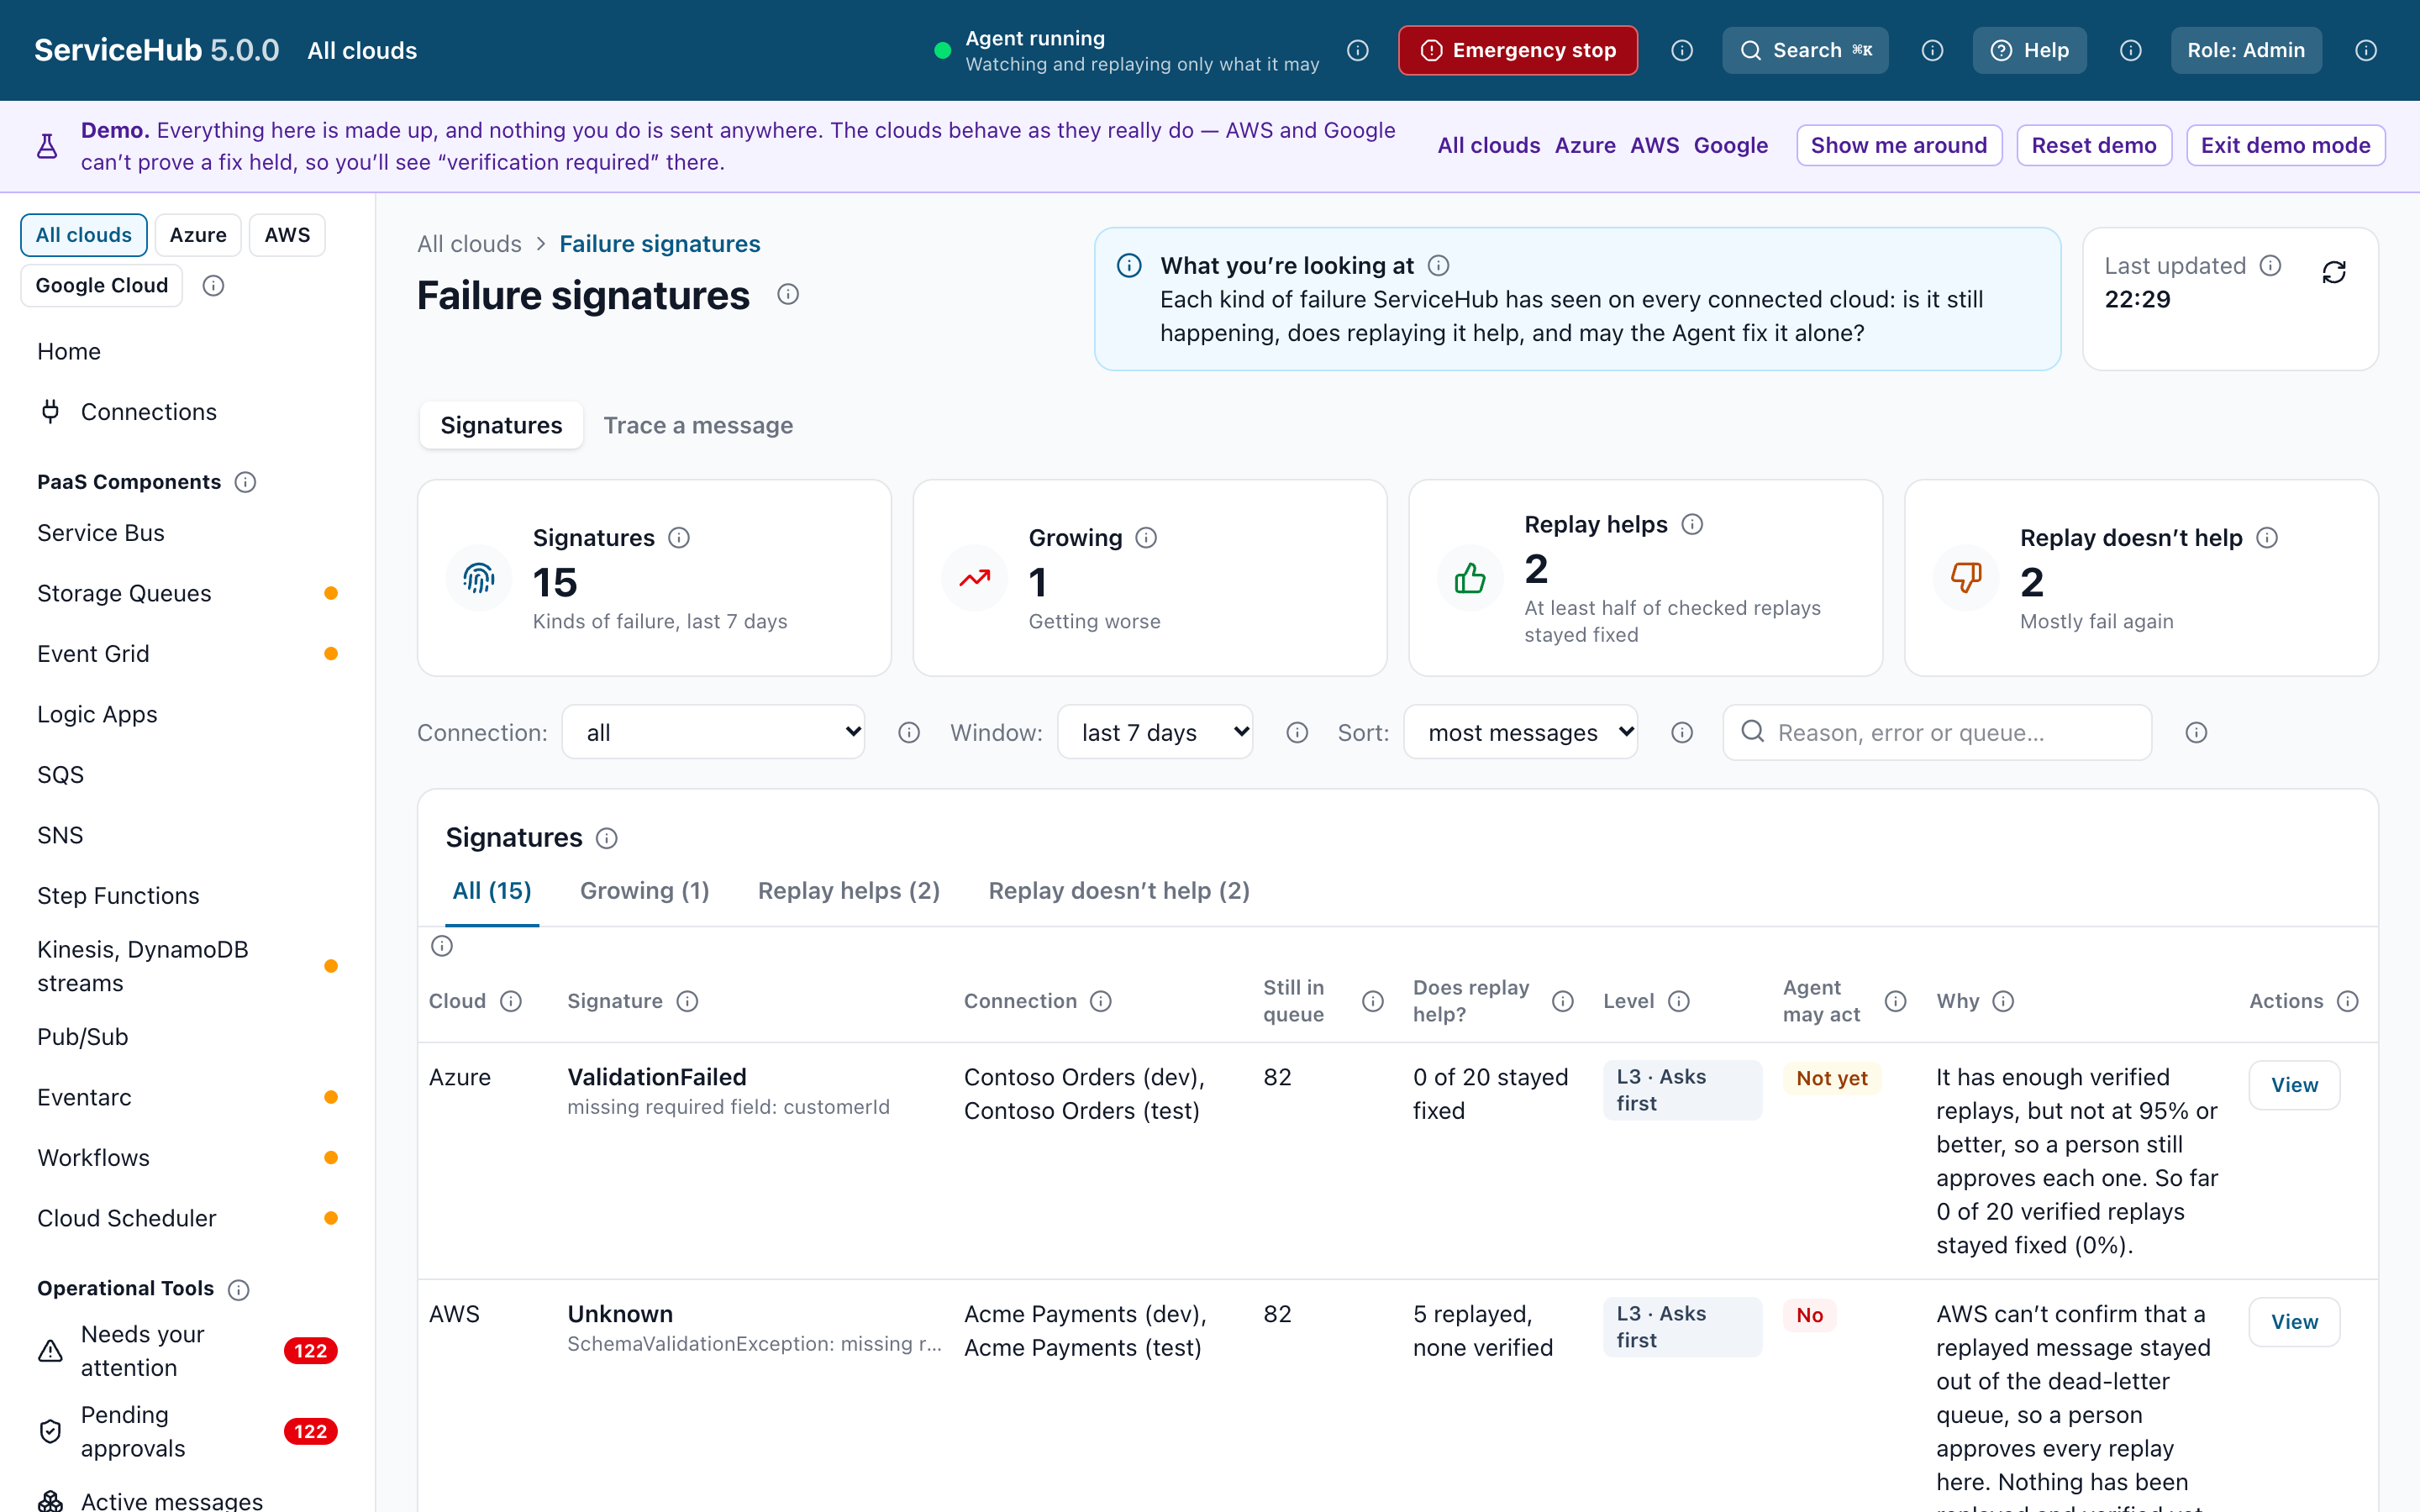 ServiceHub 5.0.0
All clouds
Agent running
Watching and replaying only what it may
Emergency stop
Search ⌘K
Help
Role: Admin
Demo. Everything here is made up, and nothing you do is sent anywhere. The clouds behave as they really do — AWS and Google
can’t prove a fix held, so you’ll see “verification required” there.
All clouds
Azure
AWS
Google
Show me around
Reset demo
Exit demo mode
All clouds
Azure
AWS
Google Cloud
Home
Connections
PaaS Components
Service Bus
Storage Queues
Event Grid
Logic Apps
SQS
SNS
Step Functions
Kinesis, DynamoDB
streams
Pub/Sub
Eventarc
Workflows
Cloud Scheduler
Operational Tools
Needs your
attention
122
Pending
approvals
122
Active messages
All clouds > Failure signatures
Failure signatures
What you’re looking at
Each kind of failure ServiceHub has seen on every connected cloud: is it still
happening, does replaying it help, and may the Agent fix it alone?
Last updated
22:29
Signatures
Trace a message
Signatures
15
Kinds of failure, last 7 days
Growing
1
Getting worse
Replay helps
2
At least half of checked replays
stayed fixed
Replay doesn’t help
2
Mostly fail again
Connection: all
Window: last 7 days
Sort: most messages
Reason, error or queue...
Signatures
All (15)
Growing (1)
Replay helps (2)
Replay doesn’t help (2)
Cloud
Signature
Connection
Still in
queue
Does replay
help?
Level
Agent
may act
Why
Actions
Azure
ValidationFailed
missing required field: customerId
Contoso Orders (dev),
Contoso Orders (test)
82
0 of 20 stayed
fixed
L3 · Asks
first
Not yet
It has enough verified
replays, but not at 95% or
better, so a person still
approves each one. So far
0 of 20 verified replays
stayed fixed (0%).
View
AWS
Unknown
SchemaValidationException: missing r...
Acme Payments (dev),
Acme Payments (test)
82
5 replayed,
none verified
L3 · Asks
first
No
AWS can’t confirm that a
replayed message stayed
out of the dead-letter
queue, so a person
approves every replay
here. Nothing has been
replayed and verified yet
View